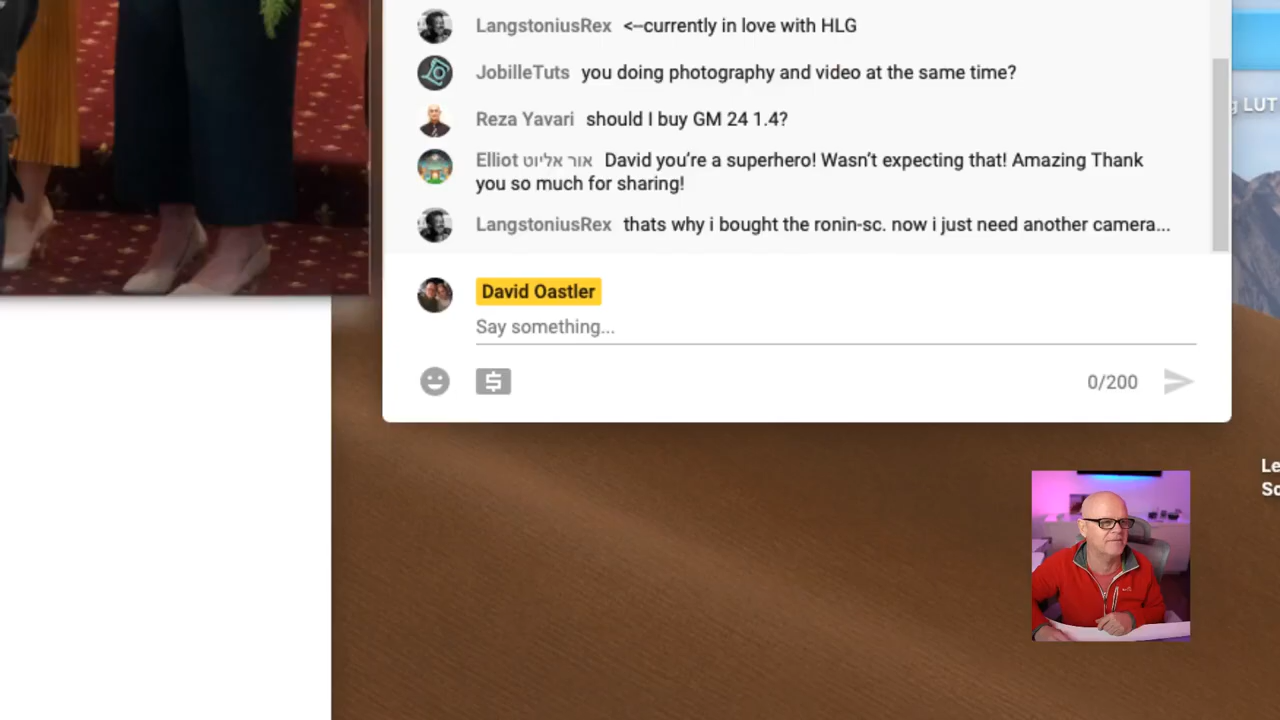 LangstoniusRex <--currently in love with HLG
JobilleTuts you doing photography and video at the same time?
g LUT
Reza Yavari should I buy GM 24 1.4?
Elliot אור אליוט David you’re a superhero! Wasn’t expecting that! Amazing Thank
you so much for sharing!
LangstoniusRex thats why i bought the ronin-sc. now i just need another camera...
David Oastler
Say something...
0/200
Le
Sc